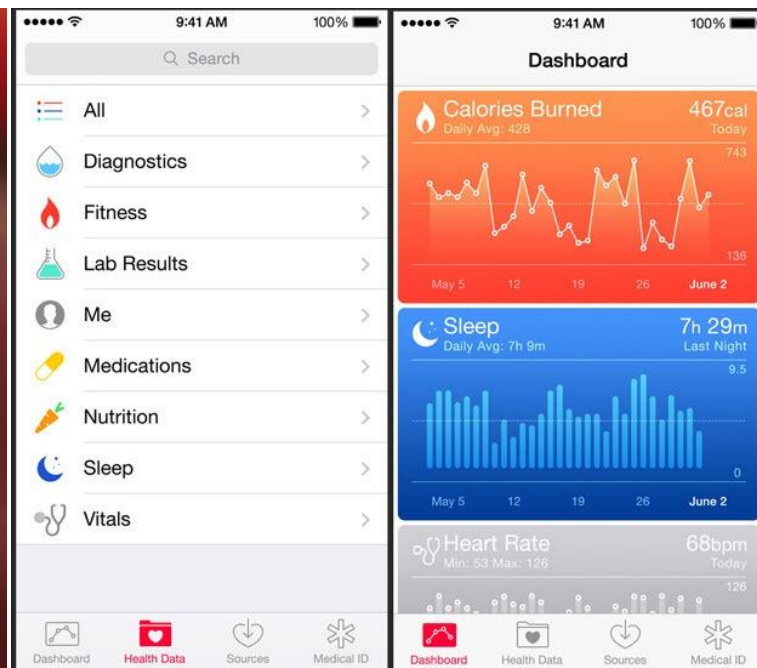 9:41 AM 100%
Search
All
Diagnostics
Fitness
Lab Results
Me
Medications
Nutrition
Sleep
Vitals
Dashboard Health Data Sources Medical ID
9:41 AM 100%
Dashboard
Calories Burned 467cal
Daily Avg: 428 Today
743
136
May 5 12 19 26 June 2
Sleep 7h 29m
Daily Avg: 7h 9m Last Night
9.5
0
May 5 12 19 26 June 2
Heart Rate 68bpm
Min: 53 Max: 126 Today
126
Dashboard Health Data Sources Medical ID